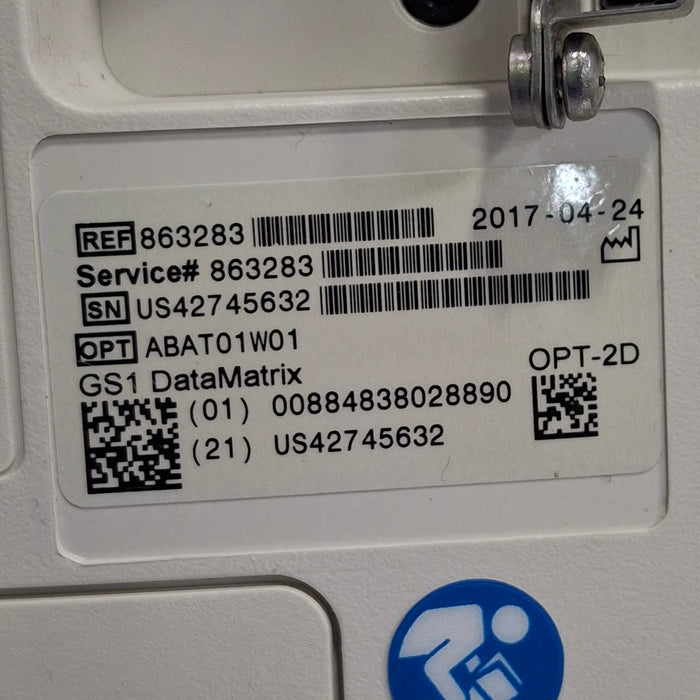 REF 863283 2017-04-24
Service# 863283
SN US42745632
OPT ABAT01W01
GS1 DataMatrix OPT-2D
(01) 00884838028890
(21) US42745632